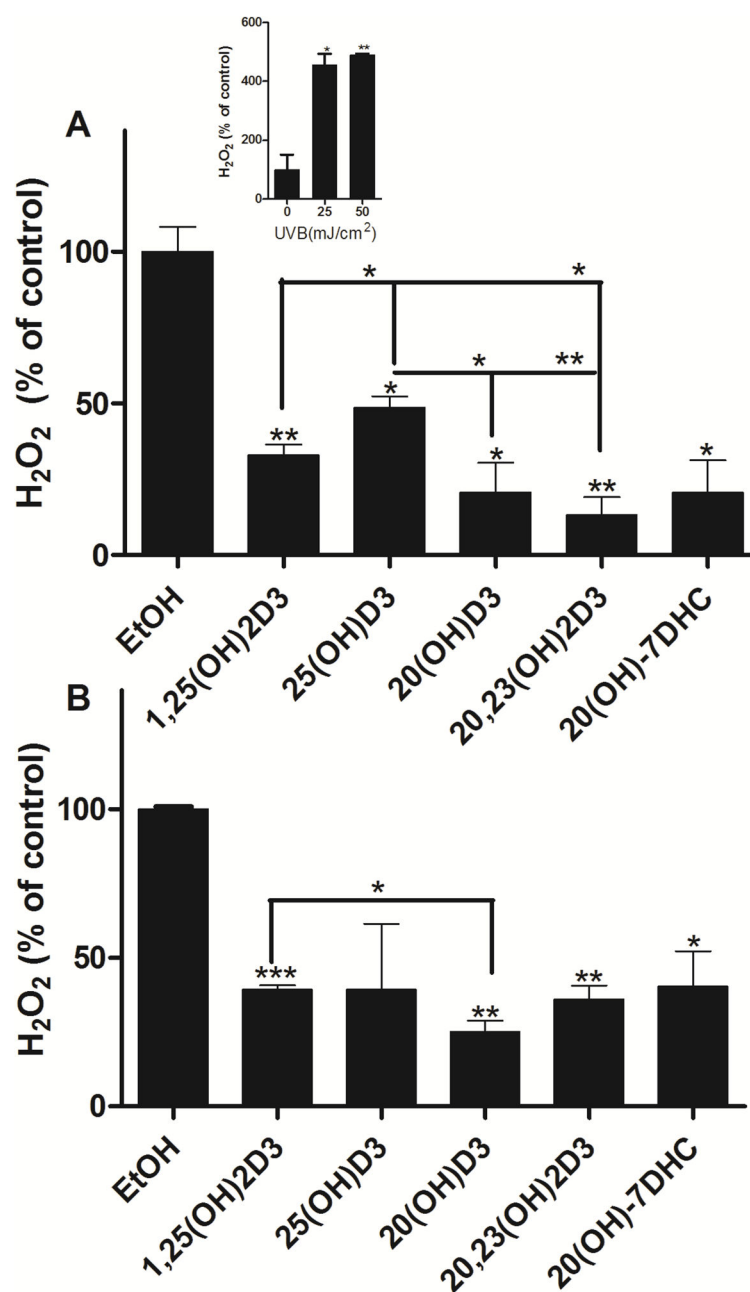 600
400
200
0
H₂O₂ (% of control)
* **
0 25 50
UVB(mJ/cm²)
A
H₂O₂ (% of control)
100
50
0
* *
* **
** * * ** *
EtOH
1,25(OH)2D3
25(OH)D3
20(OH)D3
20,23(OH)2D3
20(OH)-7DHC
B
H₂O₂ (% of control)
100
50
0
*
*** ** ** *
EtOH
1,25(OH)2D3
25(OH)D3
20(OH)D3
20,23(OH)2D3
20(OH)-7DHC